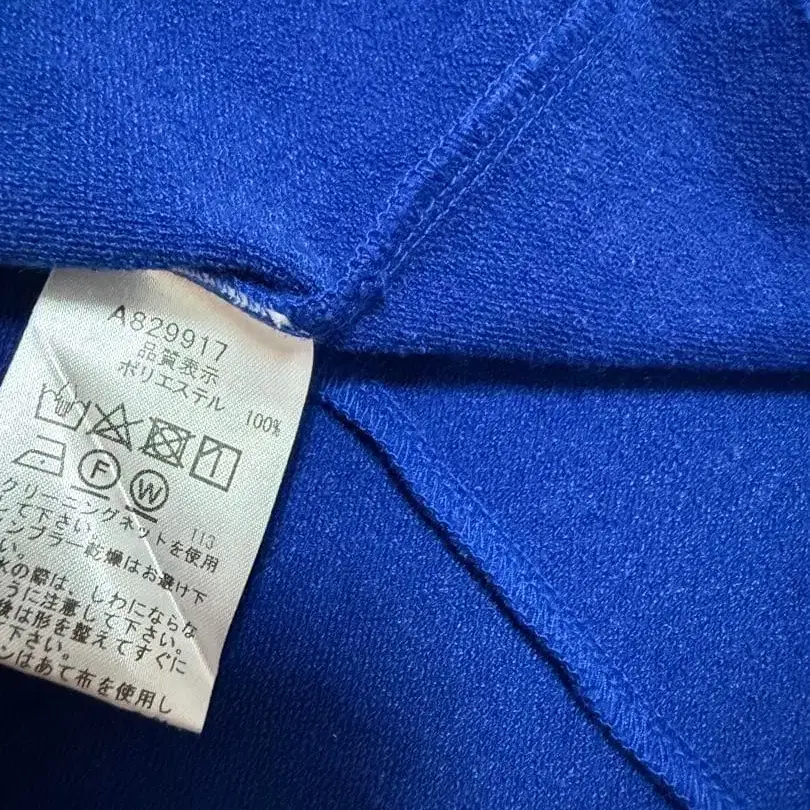 A829917
品質表示
ポリエステル 100%
F W
113
クリーニングネットを使用
して下さい。
ンブラー乾燥はお避け下
い。
水の際は、しわにならな
うに注意して下さい。
後は形を整えてすぐに
下さい。
ンはあて布を使用し